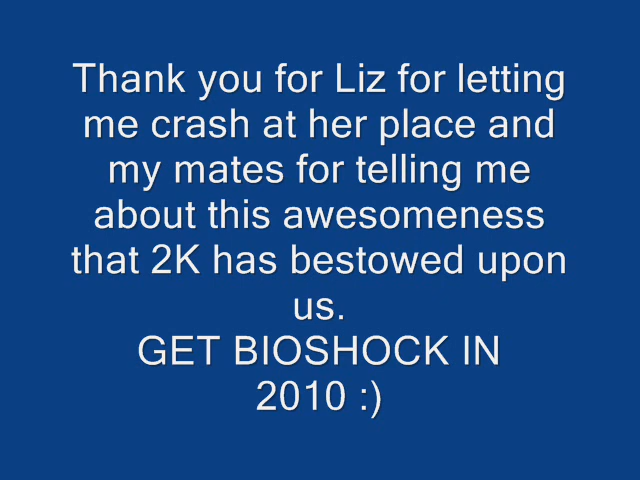 Thank you for Liz for letting
me crash at her place and
my mates for telling me
about this awesomeness
that 2K has bestowed upon
us.
GET BIOSHOCK IN
2010 :)